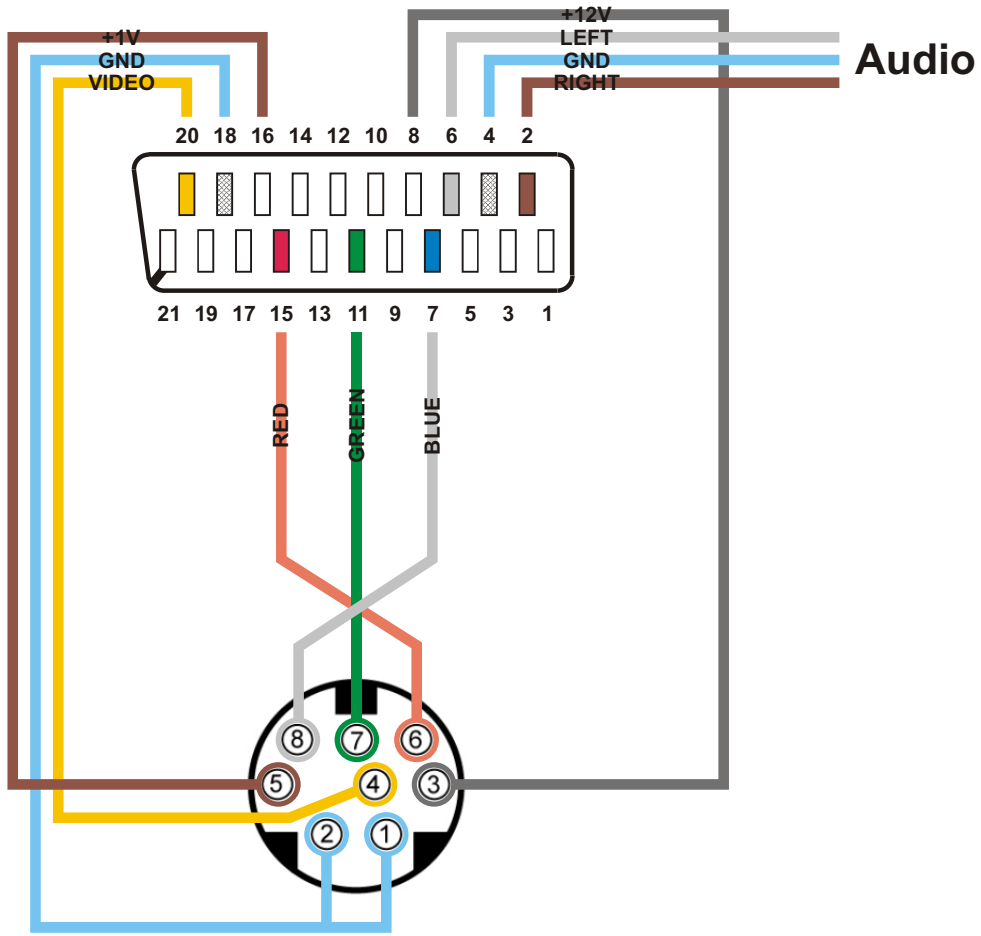 +12V
+1V
LEFT
GND
GND
Audio
VIDEO
RIGHT
20 18 16 14 12 10 8 6 4 2
21 19 17 15 13 11 9 7 5 3 1
RED
GREEN
BLUE
8 7 6
5 4 3
2 1